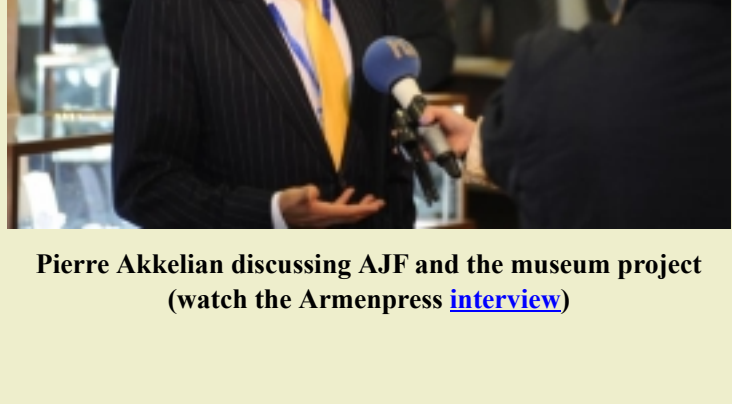 Pierre Akkelian discussing AJF and the museum project
(watch the Armenpress interview)